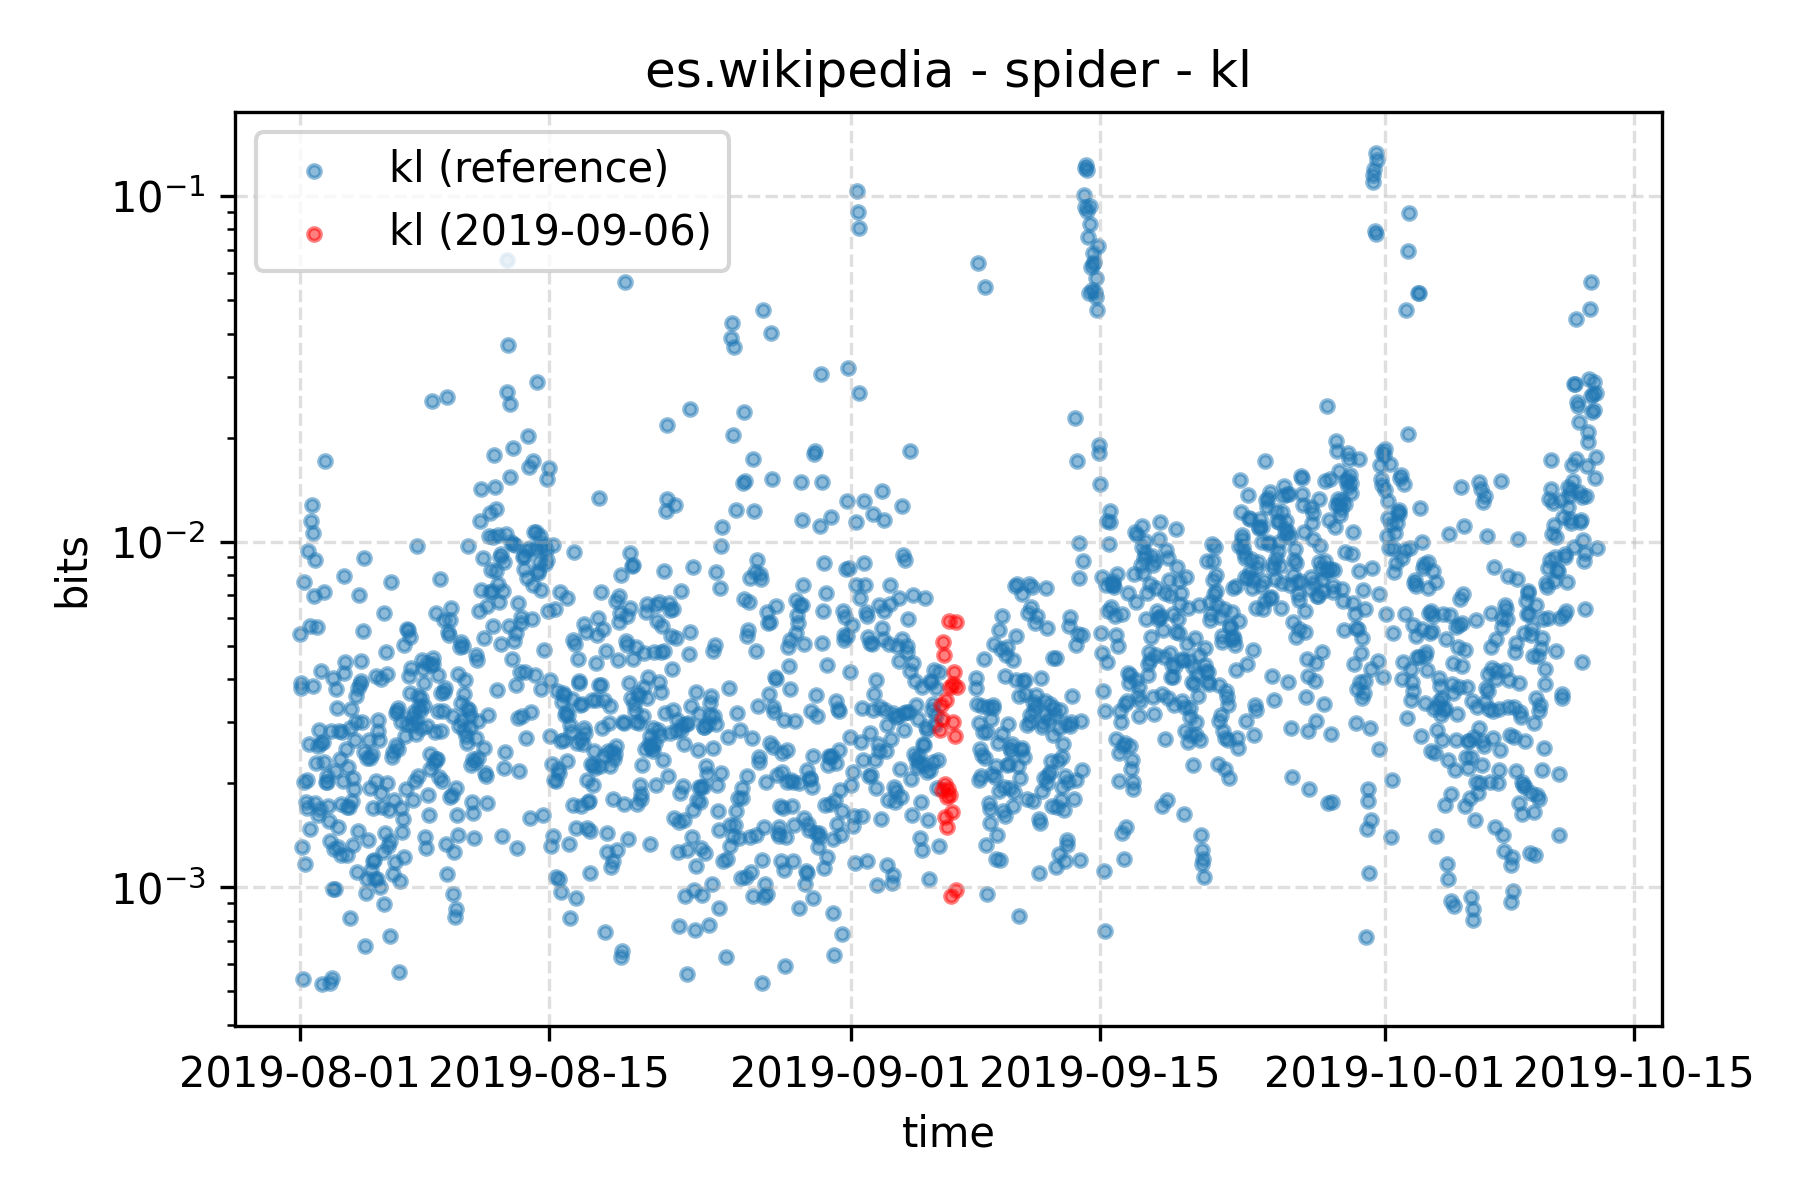 es.wikipedia - spider - kl
kl (reference)
kl (2019-09-06)
10⁻¹
10⁻²
10⁻³
bits
2019-08-01 2019-08-15 2019-09-01 2019-09-15 2019-10-01 2019-10-15
time